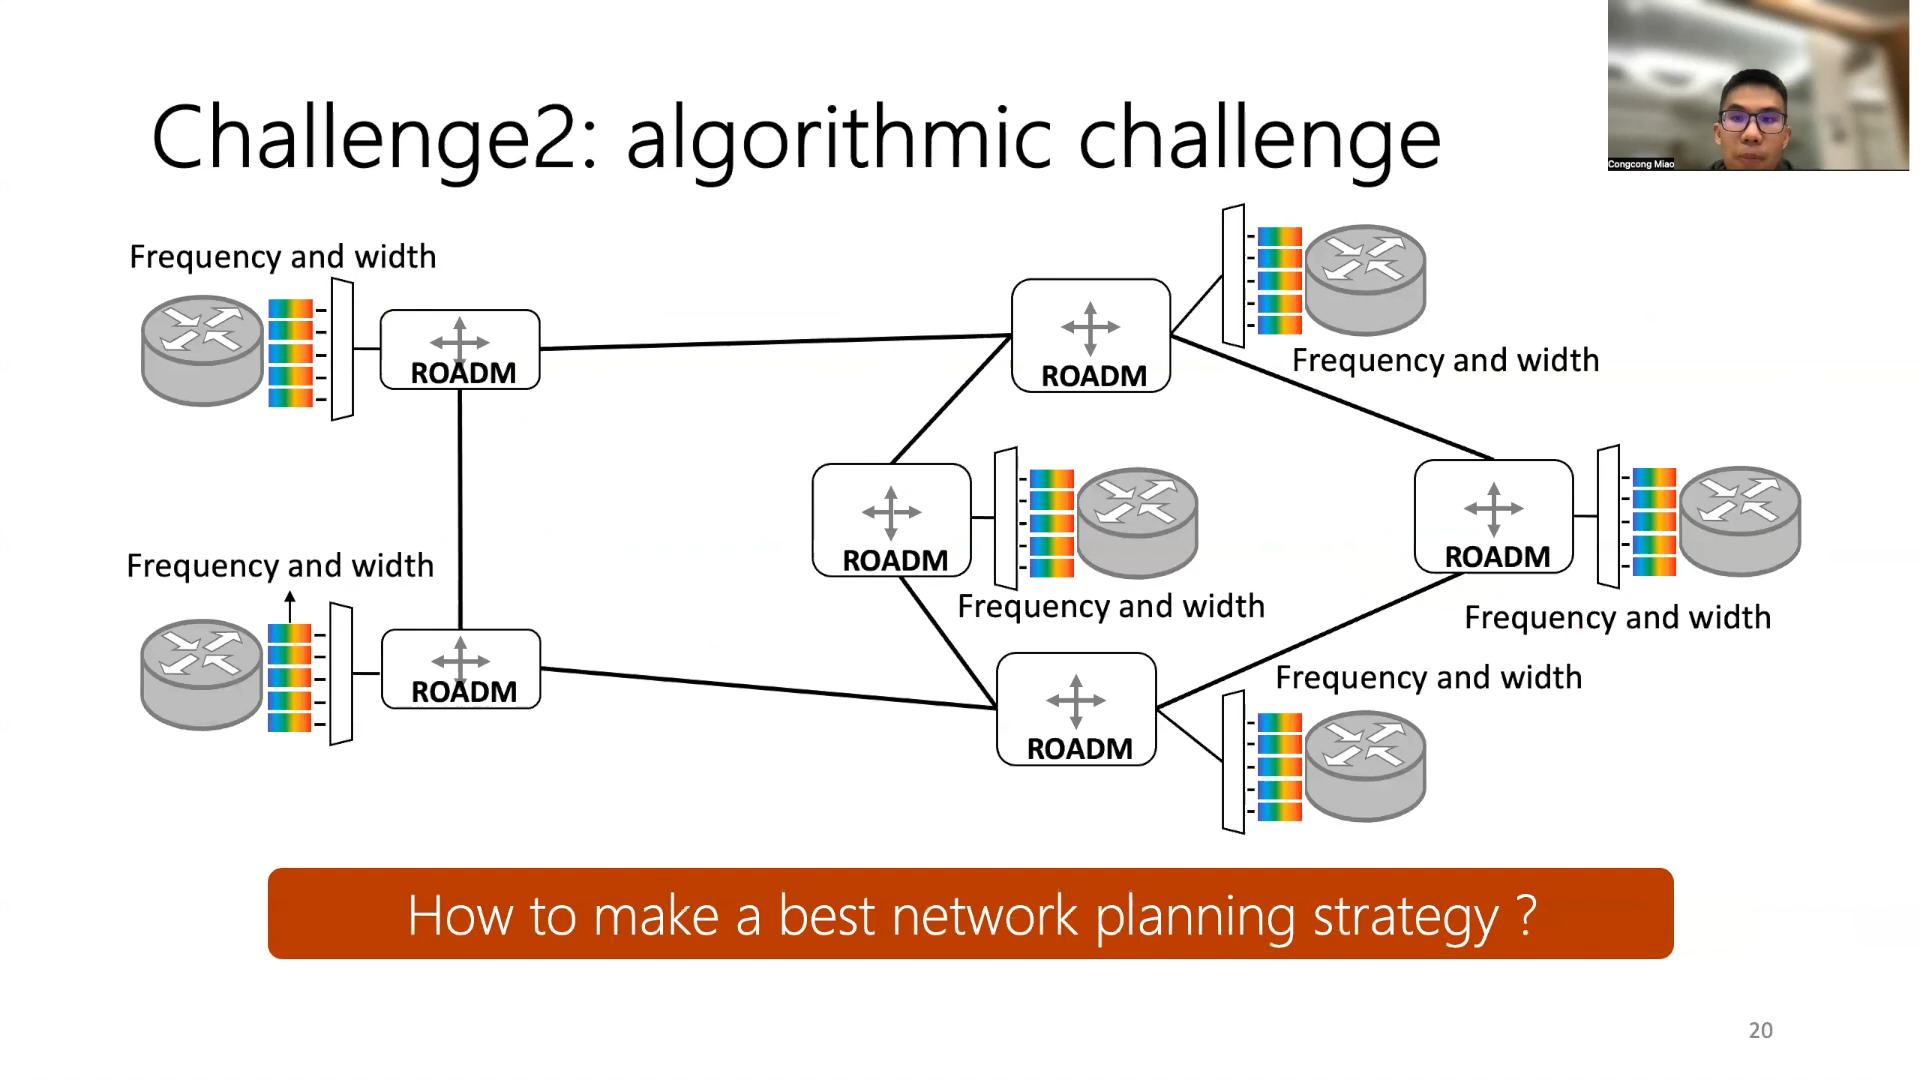 Challenge2: algorithmic challenge
Congcong Miao
Frequency and width
ROADM
ROADM
Frequency and width
ROADM
ROADM
Frequency and width
Frequency and width
Frequency and width
ROADM
Frequency and width
ROADM
How to make a best network planning strategy ?
20